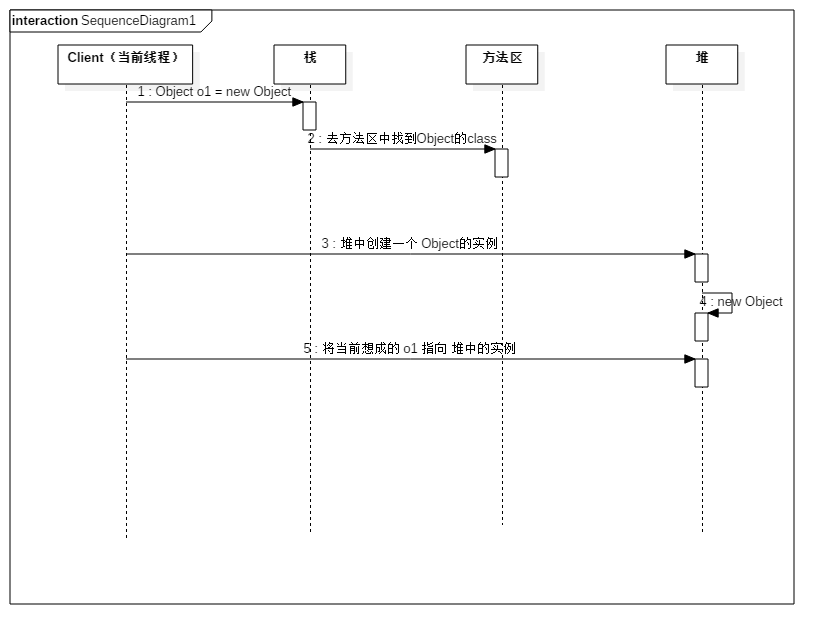 interaction SequenceDiagram1
Client（当前线程） 栈 方法区 堆
1 : Object o1 = new Object
2 : 去方法区中找到Object的class
3 : 堆中创建一个 Object的实例
4 : new Object
5 : 将当前想成的 o1 指向 堆中的实例